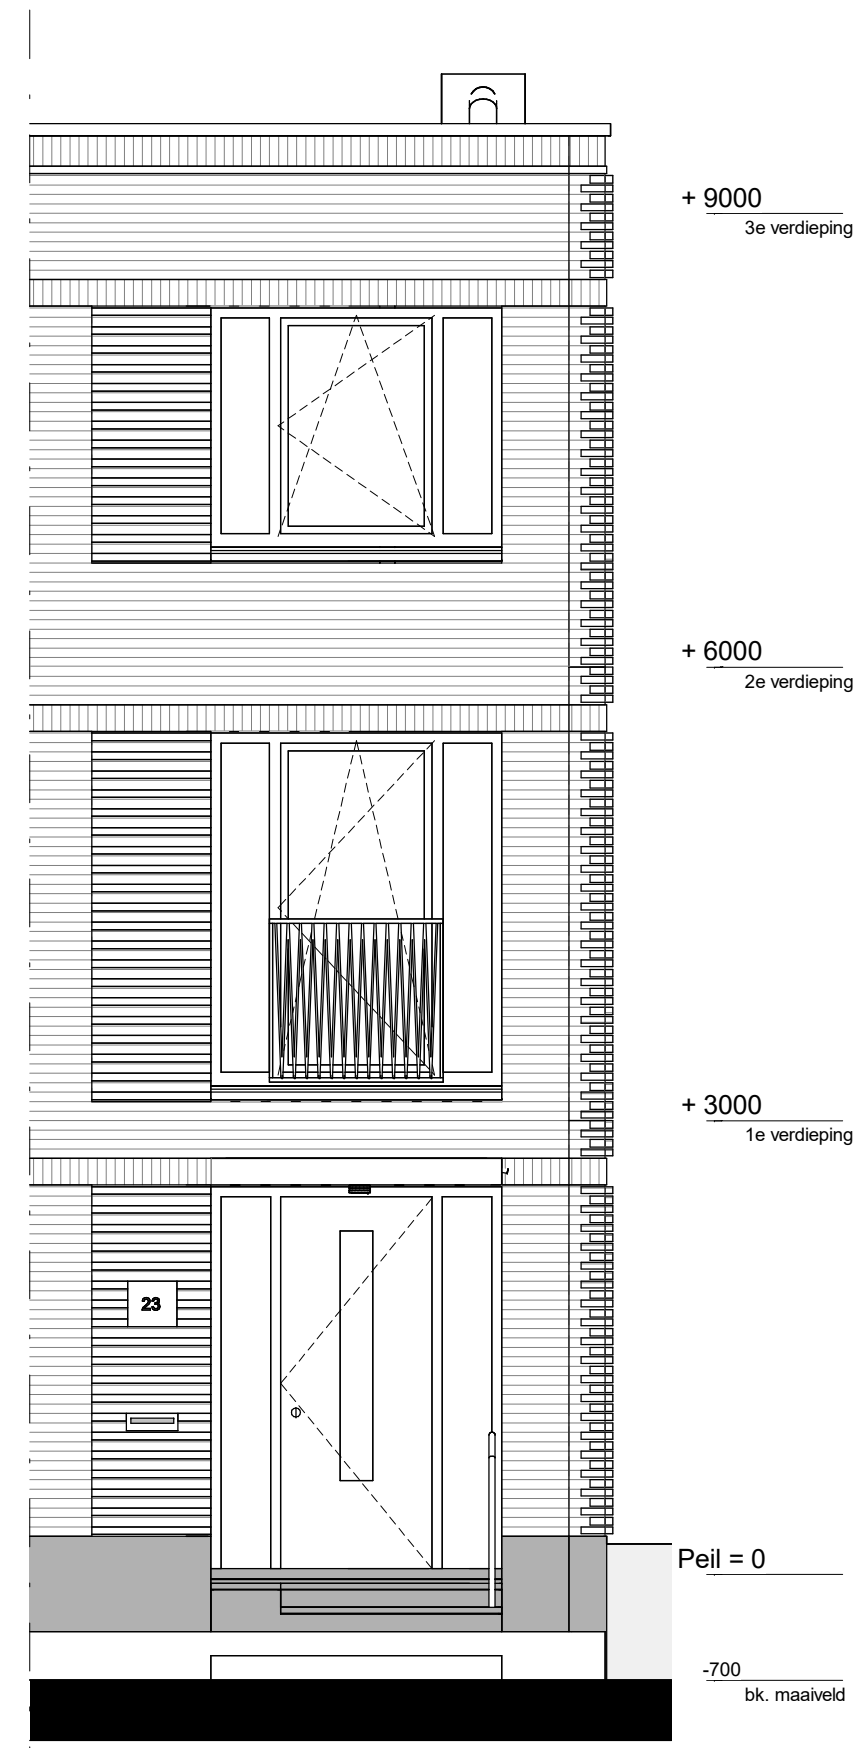 + 9000
3e verdieping
+ 6000
2e verdieping
+ 3000
1e verdieping
23
Peil = 0
-700
bk. maaiveld